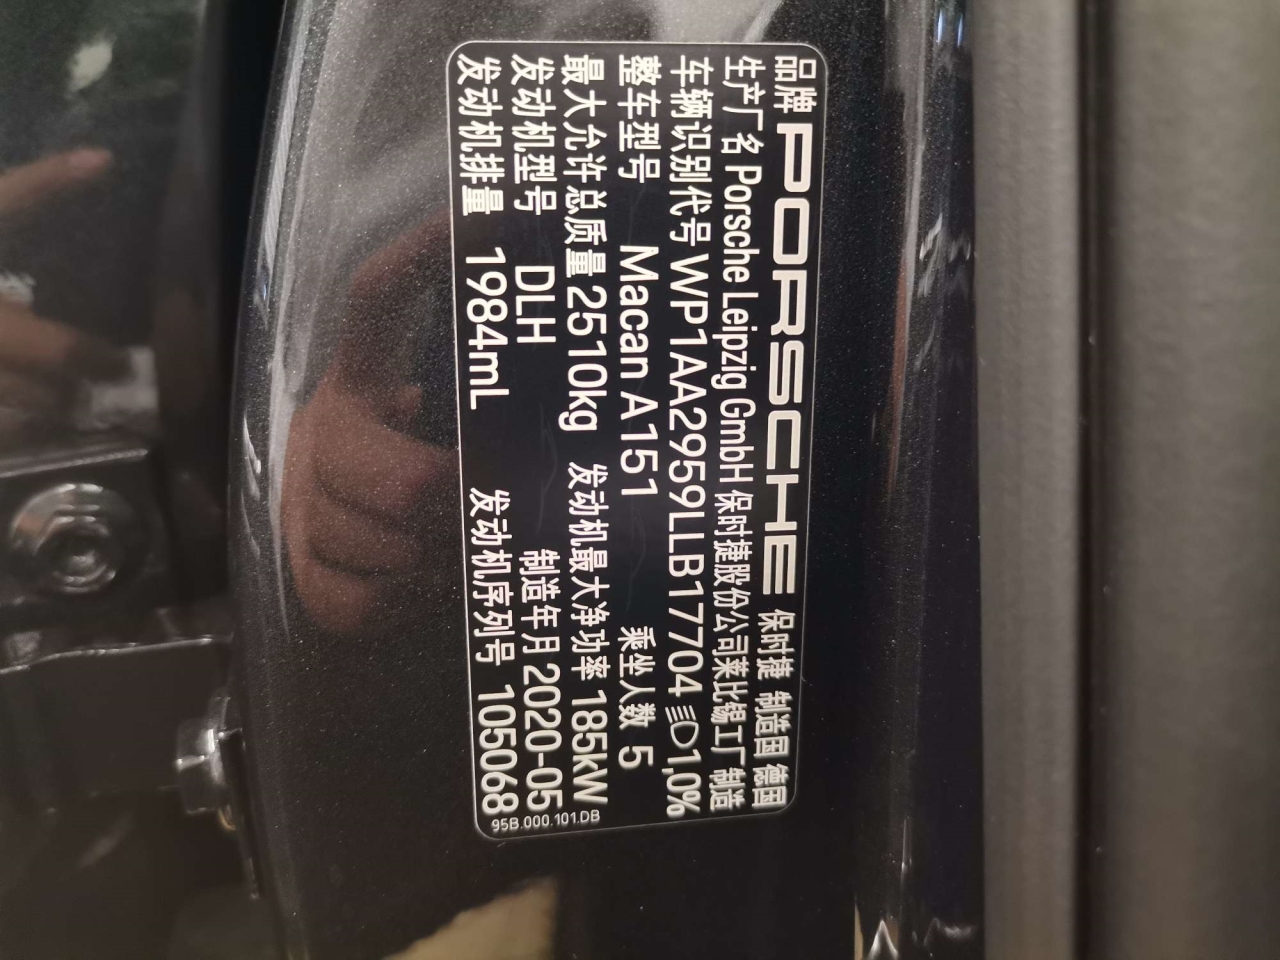 品牌 PORSCHE 保时捷 制造国 德国
生产厂名 Porsche Leipzig GmbH 保时捷股份公司莱比锡工厂 制造
车辆识别代号 WP1AA2959LLB17704 1,0%
整车型号 Macan A151 乘坐人数 5
最大允许总质量 2510kg 发动机最大净功率 185kW
发动机型号 DLH 制造年月 2020-05
发动机排量 1984mL 发动机序列号 105068
95B.000.101.DB